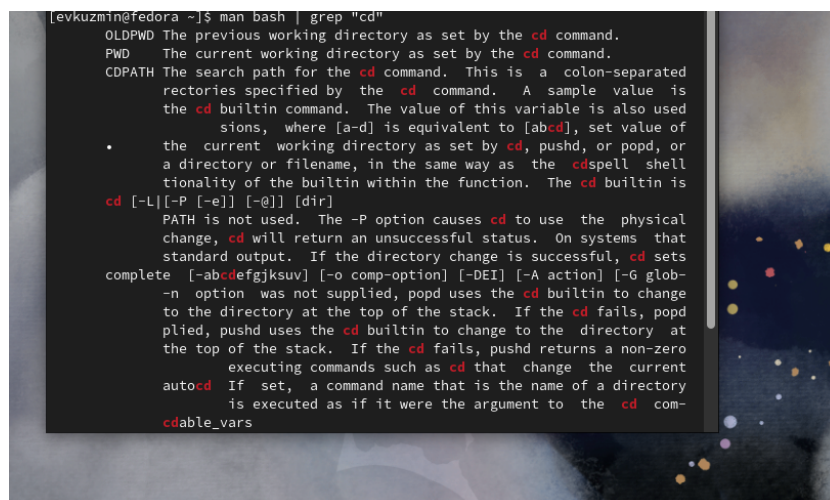 [evkuzmin@fedora ~]$ man bash | grep "cd"
OLDPWD The previous working directory as set by the cd command.
PWD The current working directory as set by the cd command.
CDPATH The search path for the cd command. This is a colon-separated
rectories specified by the cd command. A sample value is
the cd builtin command. The value of this variable is also used
sions, where [a-d] is equivalent to [abcd], set value of
• the current working directory as set by cd, pushd, or popd, or
a directory or filename, in the same way as the cdspell shell
tionality of the builtin within the function. The cd builtin is
cd [-L|[-P [-e]] [-@]] [dir]
PATH is not used. The -P option causes cd to use the physical
change, cd will return an unsuccessful status. On systems that
standard output. If the directory change is successful, cd sets
complete [-abcdefgjksuv] [-o comp-option] [-DEI] [-A action] [-G glob-
-n option was not supplied, popd uses the cd builtin to change
to the directory at the top of the stack. If the cd fails, popd
plied, pushd uses the cd builtin to change to the directory at
the top of the stack. If the cd fails, pushd returns a non-zero
executing commands such as cd that change the current
autocd If set, a command name that is the name of a directory
is executed as if it were the argument to the cd com-
cdable_vars